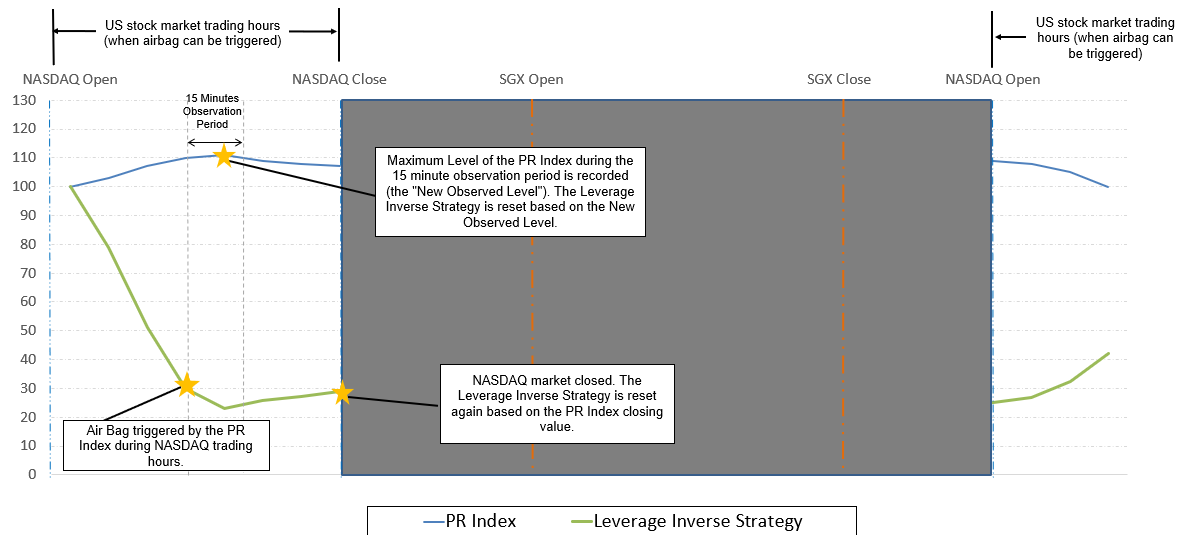 US stock market trading hours
(when airbag can be triggered)
US stock market trading
hours (when airbag can
be triggered)
NASDAQ Open
NASDAQ Close
SGX Open
SGX Close
NASDAQ Open
130
120
110
100
90
80
70
60
50
40
30
20
10
0
15 Minutes
Observation
Period
Maximum Level of the PR Index during the
15 minute observation period is recorded
(the "New Observed Level"). The Leverage
Inverse Strategy is reset based on the New
Observed Level.
NASDAQ market closed. The
Leverage Inverse Strategy is reset
again based on the PR Index closing
value.
Air Bag triggered by the PR
Index during NASDAQ trading
hours.
PR Index
Leverage Inverse Strategy